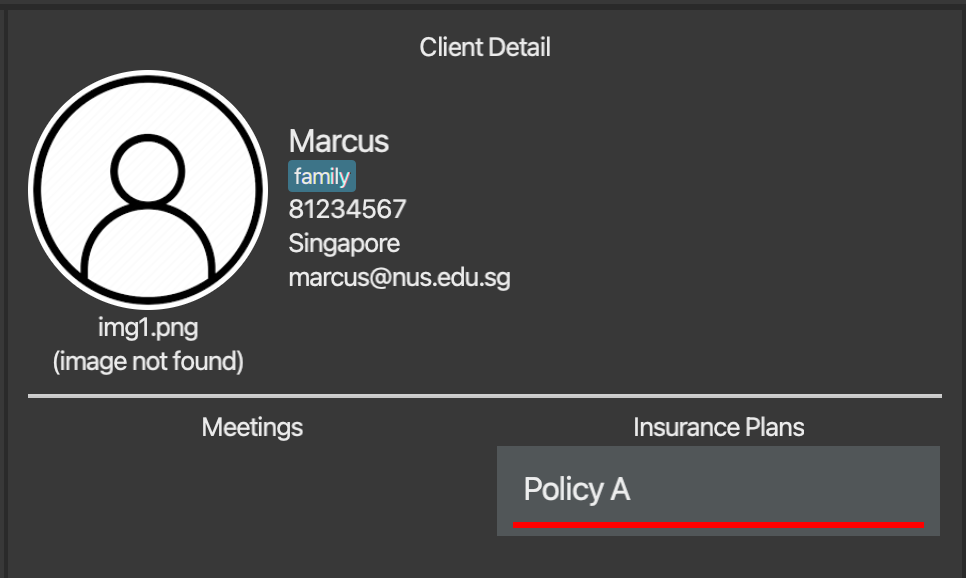 Client Detail
Marcus
family
81234567
Singapore
marcus@nus.edu.sg
img1.png
(image not found)
Meetings
Insurance Plans
Policy A